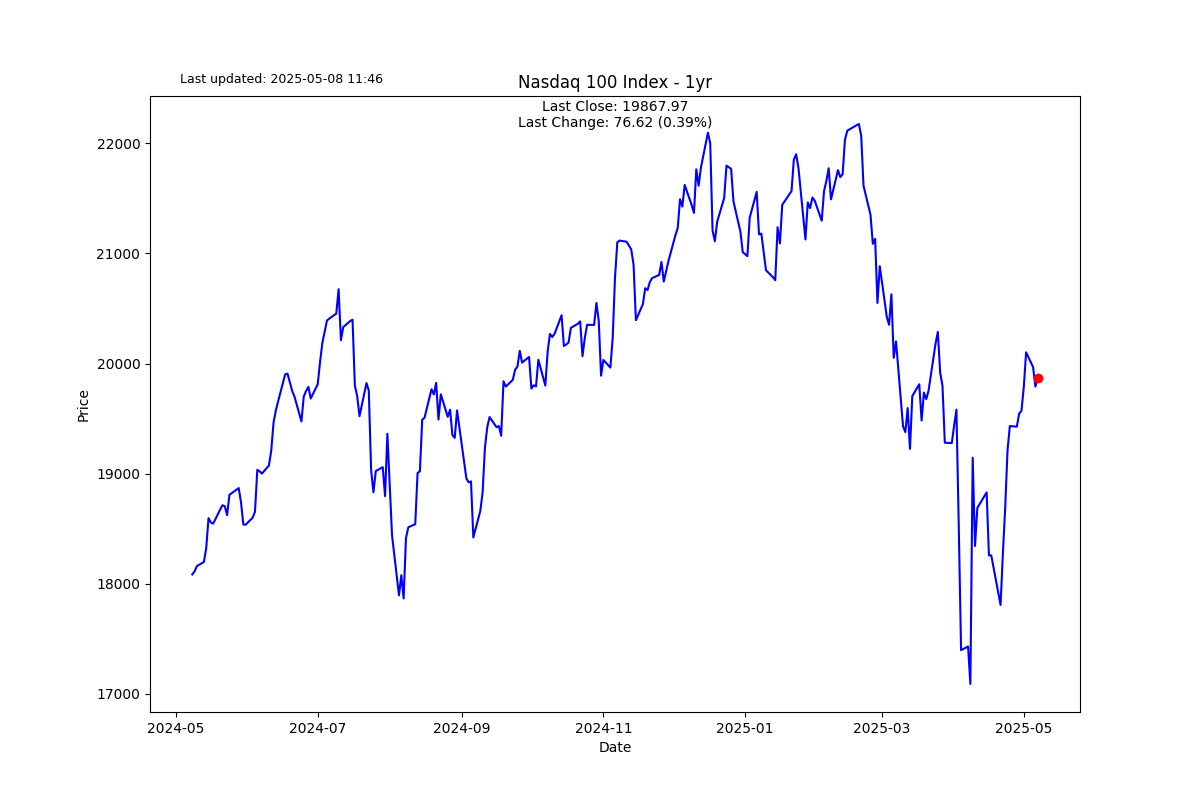 Last updated: 2025-05-08 11:46
Nasdaq 100 Index - 1yr
Last Close: 19867.97
Last Change: 76.62 (0.39%)
Price
22000
21000
20000
19000
18000
17000
2024-05
2024-07
2024-09
2024-11
2025-01
2025-03
2025-05
Date